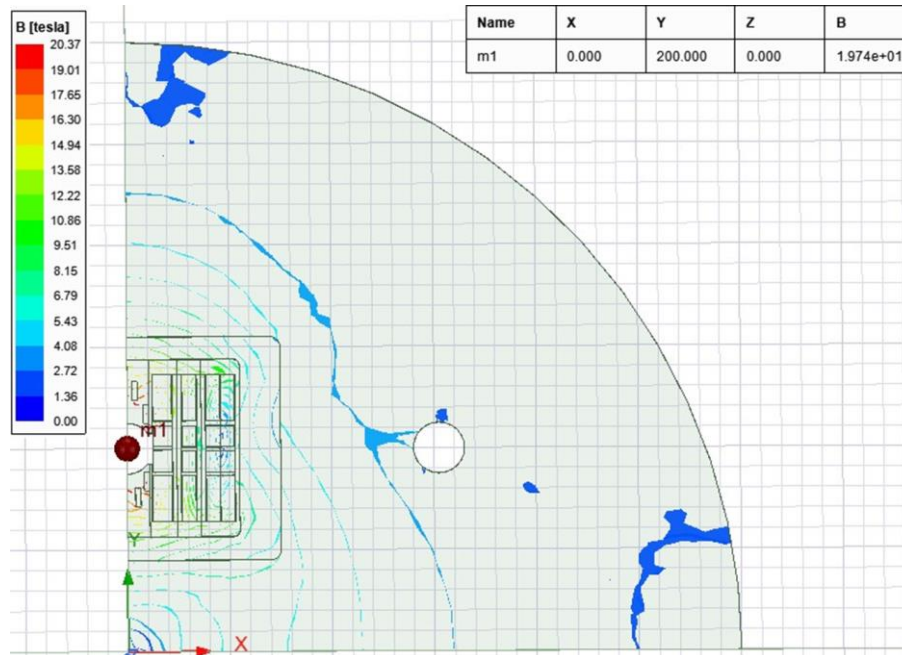 B [tesla]
20.37
19.01
17.65
16.30
14.94
13.58
12.22
10.86
9.51
8.15
6.79
5.43
4.08
2.72
1.36
0.00
Name X Y Z B
m1 0.000 200.000 0.000 1.974e+01
m1
Y
X